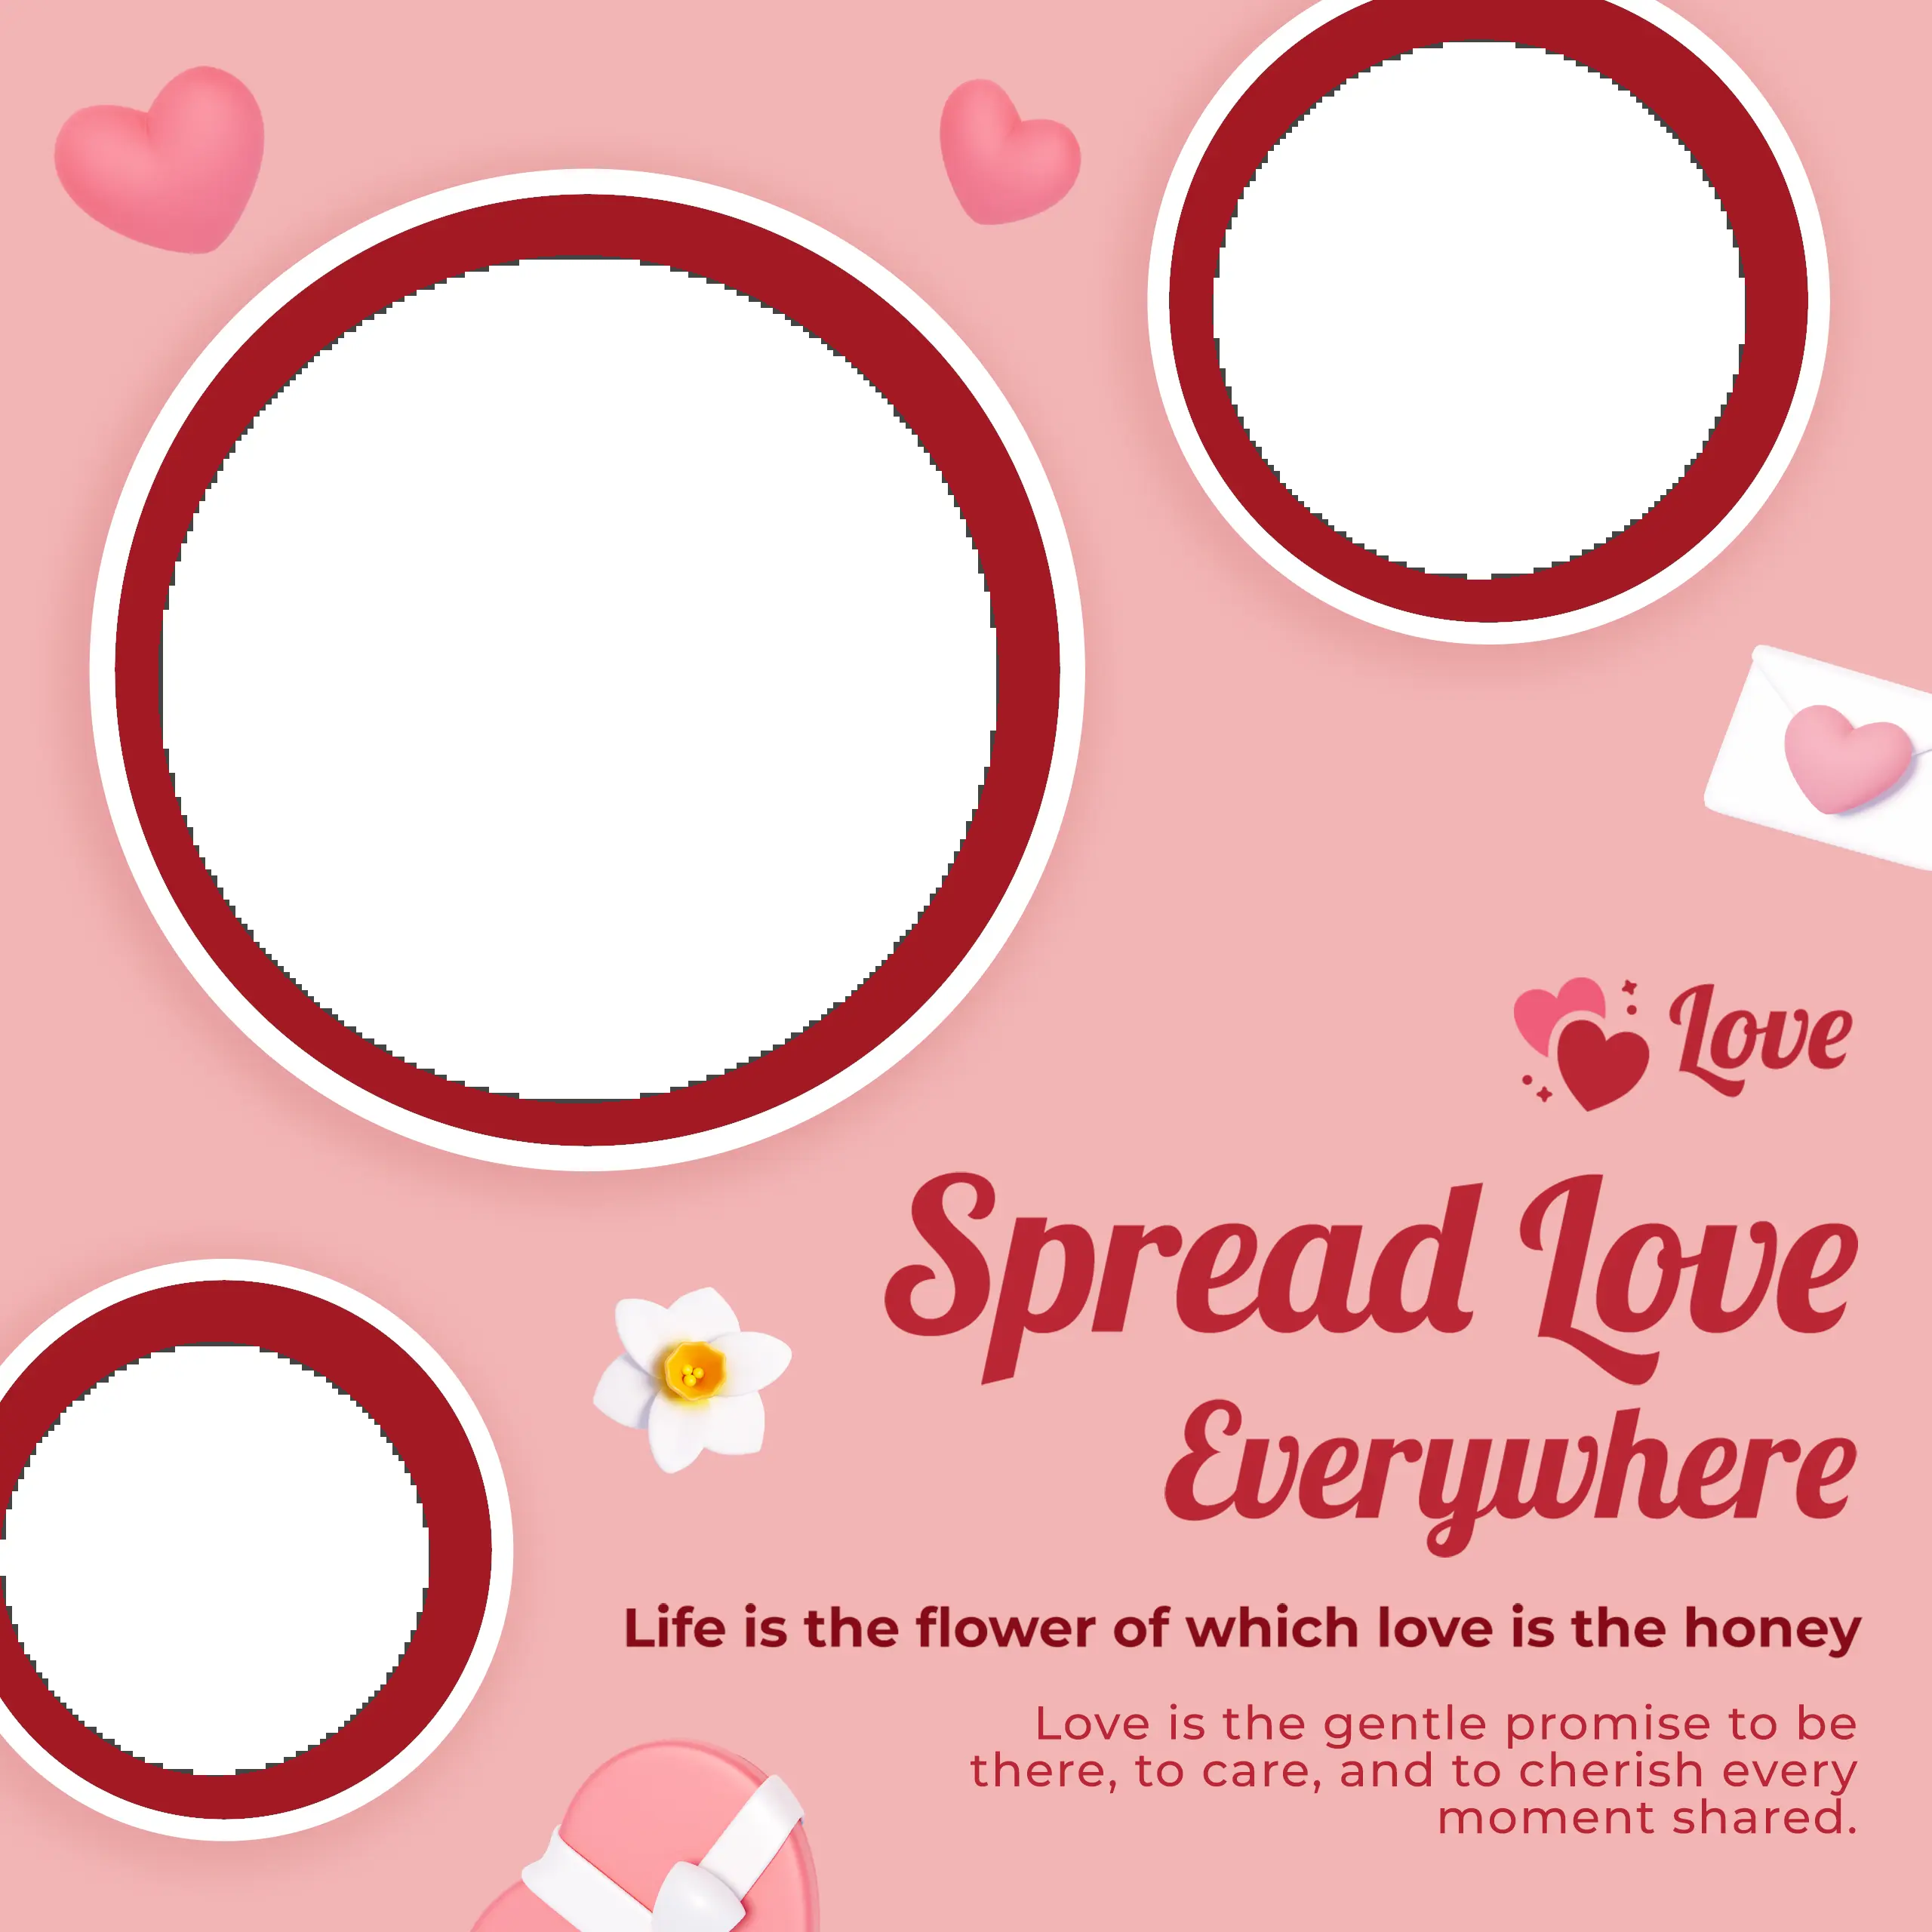 Love
Spread Love
Everywhere
Life is the flower of which love is the honey
Love is the gentle promise to be
there, to care, and to cherish every
moment shared.